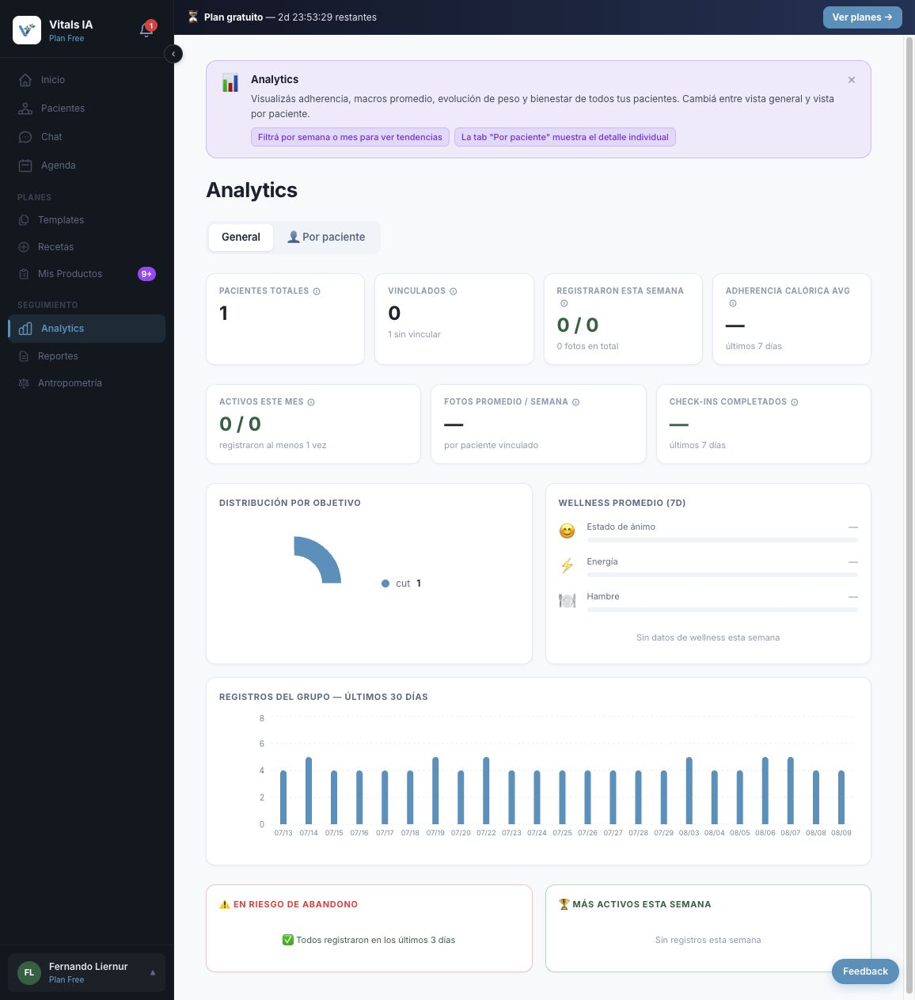 Vitals IA
Plan Free
1
Inicio
Pacientes
Chat
Agenda
PLANES
Templates
Recetas
Mis Productos
9+
SEGUIMIENTO
Analytics
Reportes
Antropometría
FL
Fernando Liernur
Plan Free
Plan gratuito — 2d 23:53:29 restantes
Ver planes →
Analytics
Visualizás adherencia, macros promedio, evolución de peso y bienestar de todos tus pacientes. Cambiá entre vista general y vista
por paciente.
Filtrá por semana o mes para ver tendencias
La tab "Por paciente" muestra el detalle individual
Analytics
General
Por paciente
PACIENTES TOTALES
1
VINCULADOS
0
1 sin vincular
REGISTRARON ESTA SEMANA
0 / 0
0 fotos en total
ADHERENCIA CALÓRICA AVG
—
últimos 7 días
ACTIVOS ESTE MES
0 / 0
registraron al menos 1 vez
FOTOS PROMEDIO / SEMANA
—
por paciente vinculado
CHECK-INS COMPLETADOS
—
últimos 7 días
DISTRIBUCIÓN POR OBJETIVO
cut 1
WELLNESS PROMEDIO (7D)
Estado de ánimo —
Energía —
Hambre —
Sin datos de wellness esta semana
REGISTROS DEL GRUPO — ÚLTIMOS 30 DÍAS
8
6
4
2
0
07/13 07/14 07/15 07/16 07/17 07/18 07/19 07/20 07/22 07/23 07/24 07/25 07/26 07/27 07/28 07/29 08/03 08/04 08/05 08/06 08/07 08/08 08/09
EN RIESGO DE ABANDONO
Todos registraron en los últimos 3 días
MÁS ACTIVOS ESTA SEMANA
Sin registros esta semana
Feedback